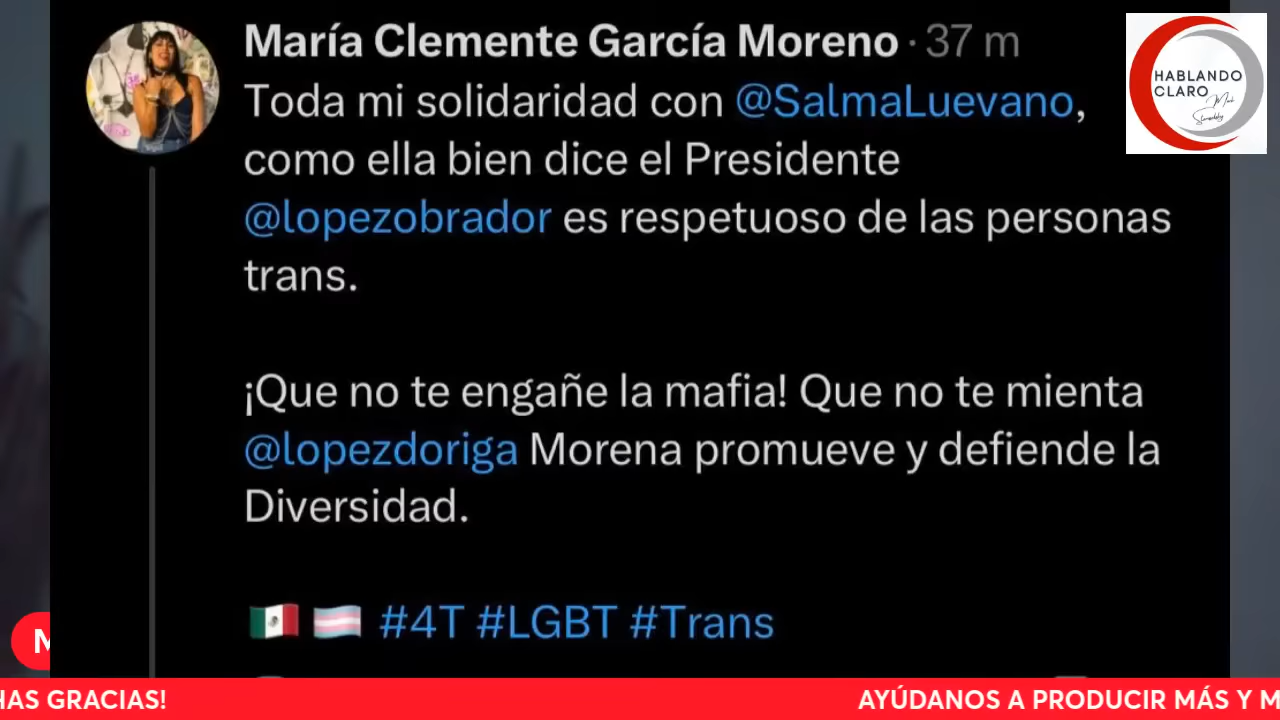 María Clemente García Moreno · 37 m
Toda mi solidaridad con @SalmaLuevano,
como ella bien dice el Presidente
@lopezobrador es respetuoso de las personas
trans.
¡Que no te engañe la mafia! Que no te mienta
@lopezdoriga Morena promueve y defiende la
Diversidad.
🇲🇽 🏳️‍⚧️ #4T #LGBT #Trans
HABLANDO
CLARO
M
HAS GRACIAS!
AYÚDANOS A PRODUCIR MÁS Y M